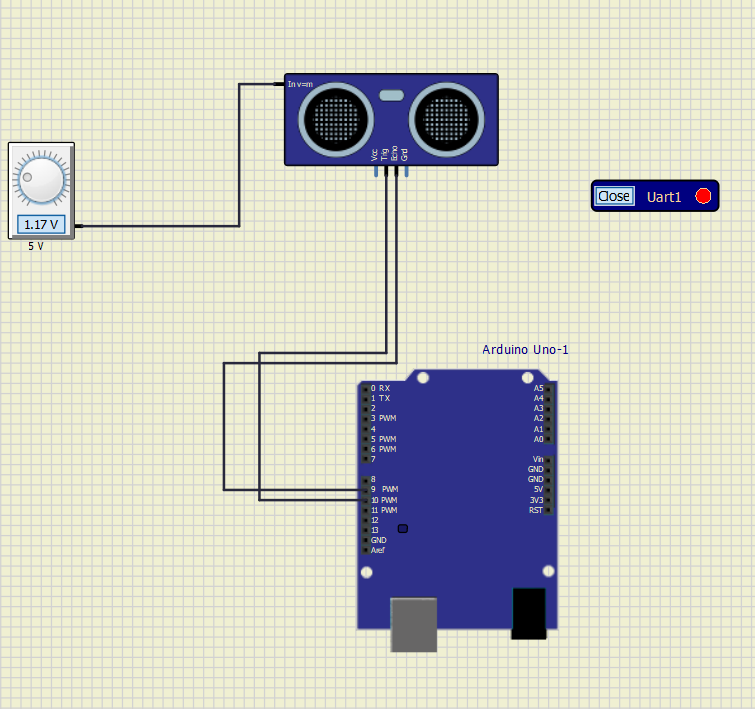 In v=m
Vcc
Trig
Echo
Gnd
1.17 V
5 V
Close
Uart1
Arduino Uno-1
0 RX
1 TX
2
3 PWM
4
5 PWM
6 PWM
7
8
9 PWM
10 PWM
11 PWM
12
13
GND
Aref
A5
A4
A3
A2
A1
A0
Vin
GND
GND
5V
3V3
RST